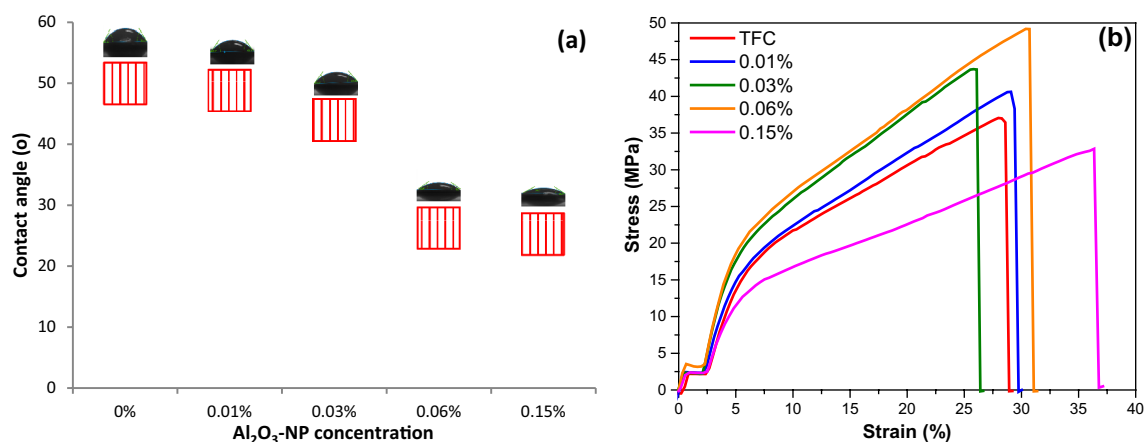 (a)
60
50
40
30
20
10
0
Contact angle (o)
0% 0.01% 0.03% 0.06% 0.15%
Al₂O₃-NP concentration
(b)
TFC
0.01%
0.03%
0.06%
0.15%
50
45
40
35
30
25
20
15
10
5
0
Stress (MPa)
0 5 10 15 20 25 30 35 40
Strain (%)